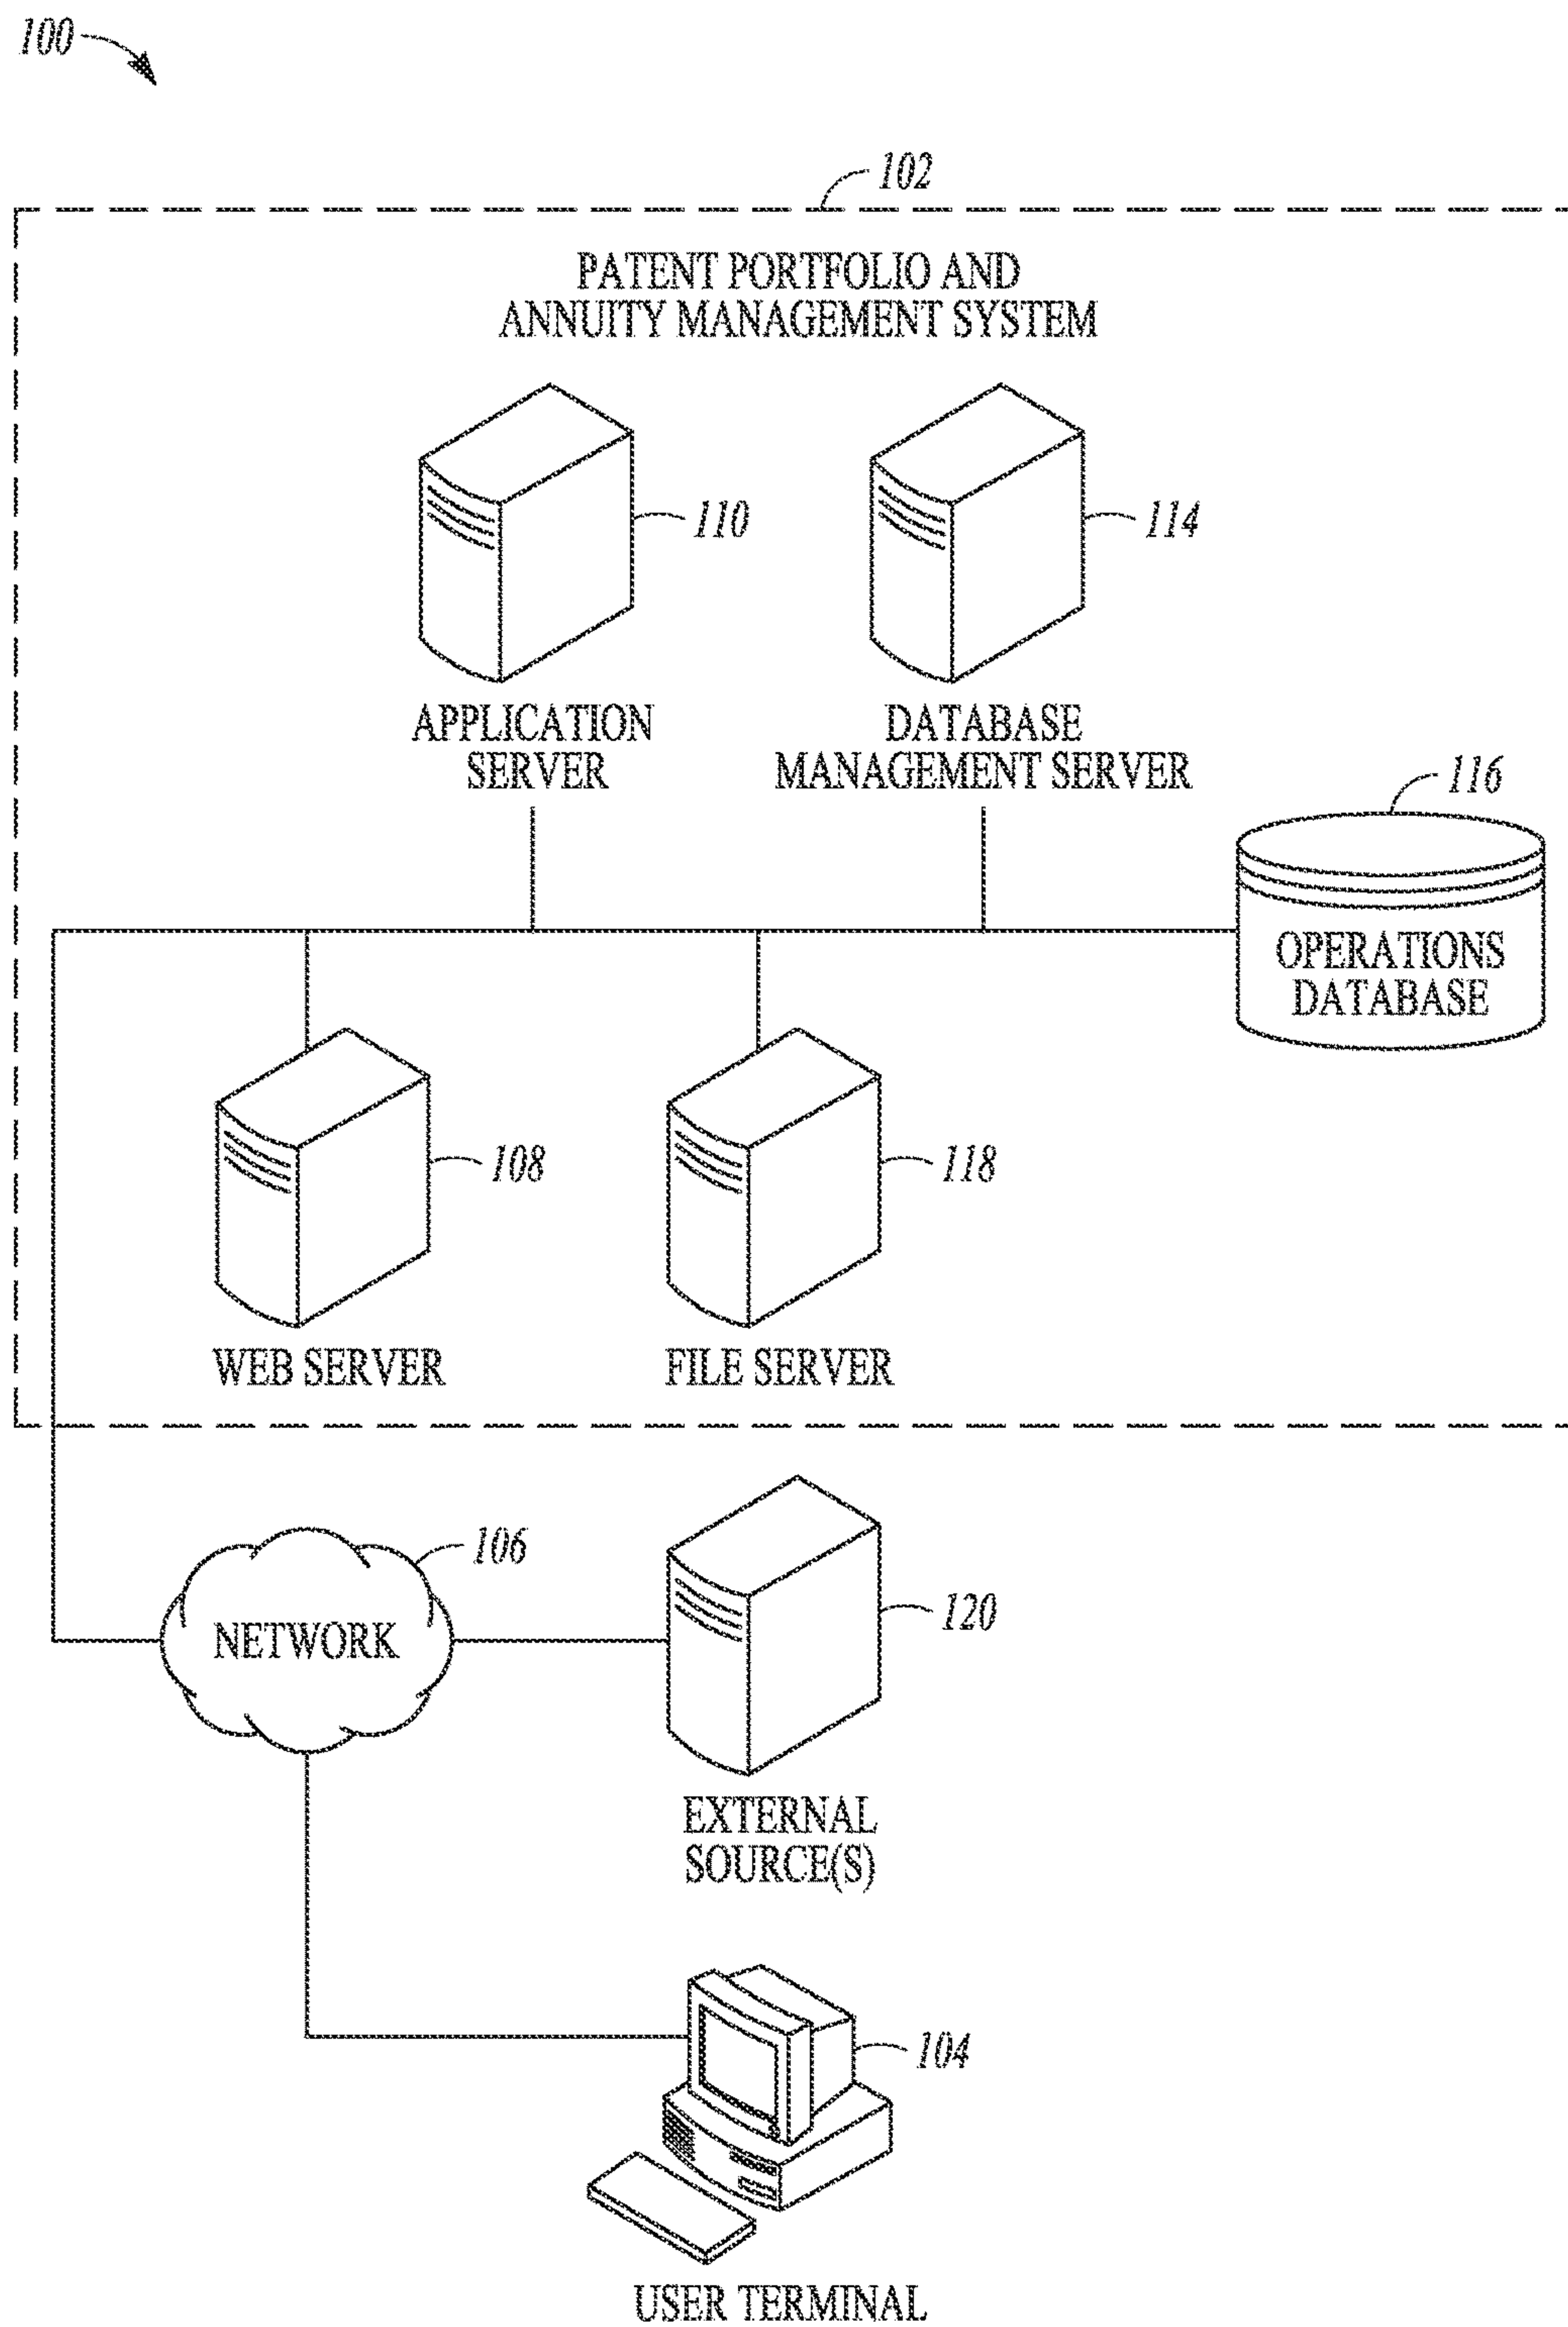 100
102
PATENT PORTFOLIO AND
ANNUITY MANAGEMENT SYSTEM
110
114
APPLICATION
SERVER
DATABASE
MANAGEMENT SERVER
116
OPERATIONS
DATABASE
108
118
WEB SERVER
FILE SERVER
106
NETWORK
120
EXTERNAL
SOURCE(S)
104
USER TERMINAL